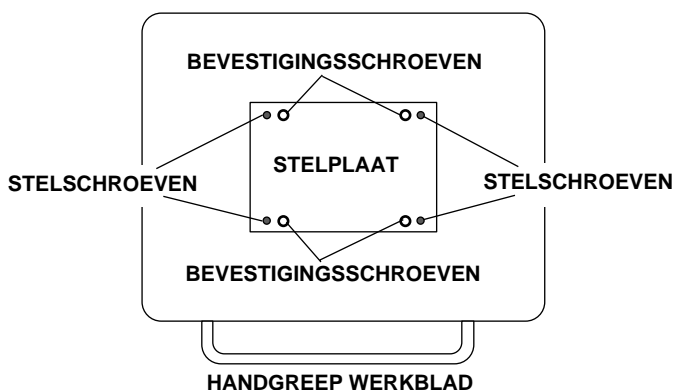 BEVESTIGINGSSCHROEVEN
STELPLAAT
STELSCHROEVEN
STELSCHROEVEN
BEVESTIGINGSSCHROEVEN
HANDGREEP WERKBLAD